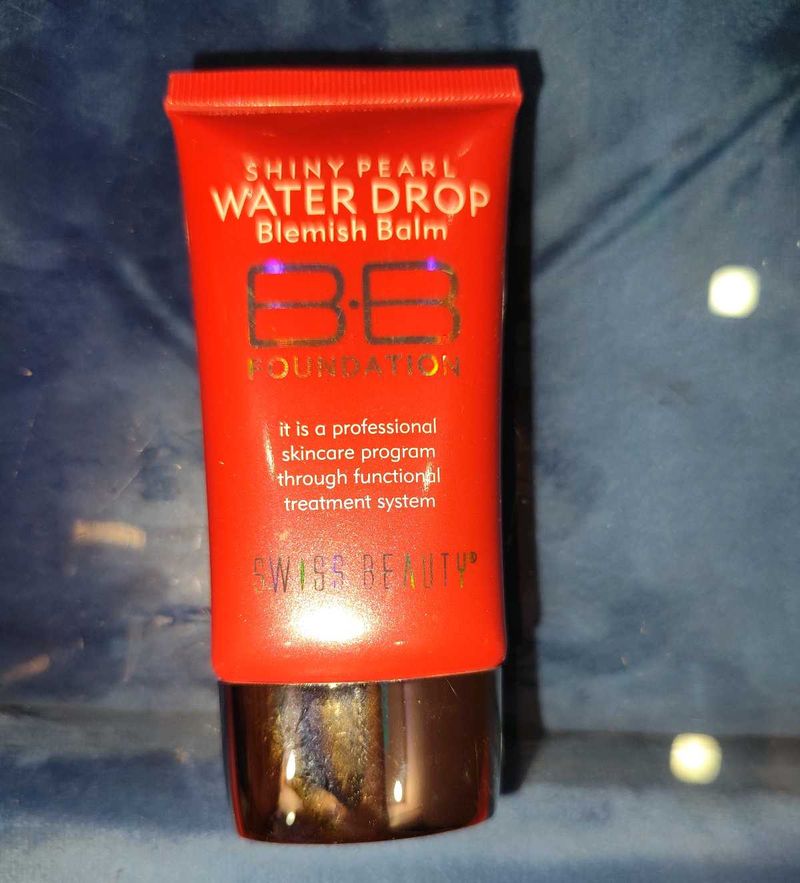 SHINY PEARL
WATER DROP
Blemish Balm
B·B
FOUNDATION
it is a professional
skincare program
through functional
treatment system
SWISS BEAUTY®